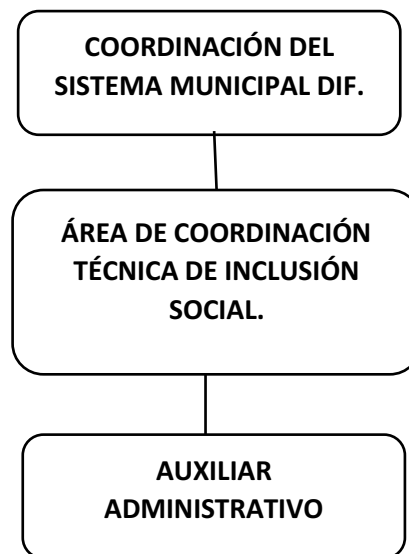 COORDINACIÓN DEL
SISTEMA MUNICIPAL DIF.
ÁREA DE COORDINACIÓN
TÉCNICA DE INCLUSIÓN
SOCIAL.
AUXILIAR
ADMINISTRATIVO